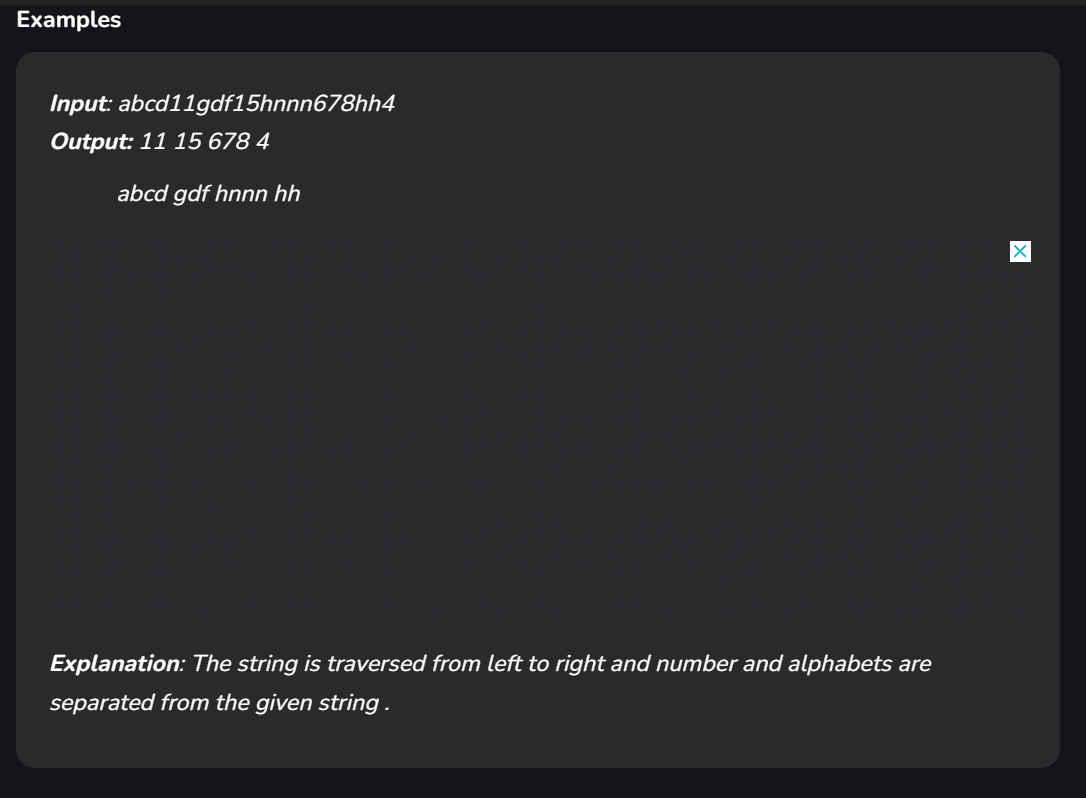 Examples
Input: abcd11gdf15hnnn678hh4
Output: 11 15 678 4
abcd gdf hnnn hh
Explanation: The string is traversed from left to right and number and alphabets are
separated from the given string .